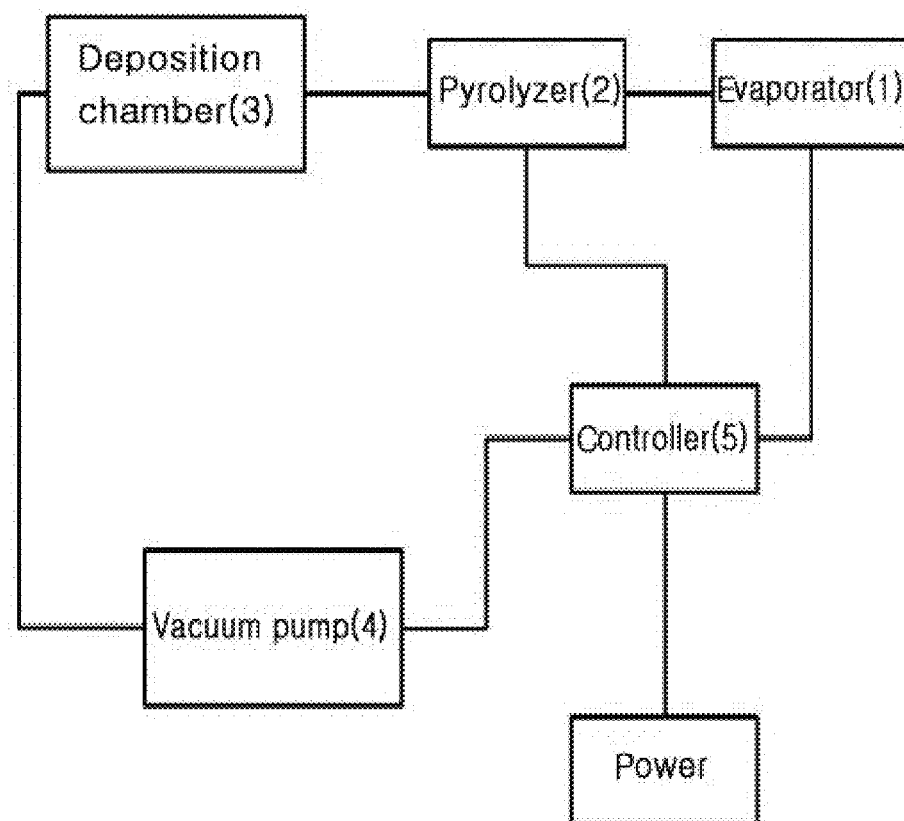 Deposition
chamber(3)
Pyrolyzer(2)
Evaporator(1)
Controller(5)
Vacuum pump(4)
Power